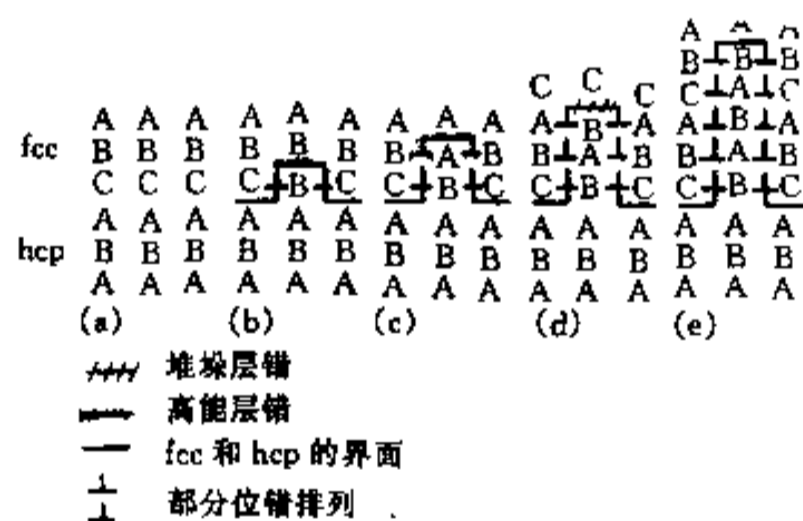 A A A
B B B
C C C C A C
A A A A A A A A A A B A A B A
fcc B B B B B B B A B B A B B A B
C C C C B C C B C C B C C B C
A A A A A A A A A A A A A A A
hcp B B B B B B B B B B B B B B B
A A A A A A A A A A A A A A A
(a) (b) (c) (d) (e)
堆垛层错
高能层错
fcc 和 hcp 的界面
部分位错排列